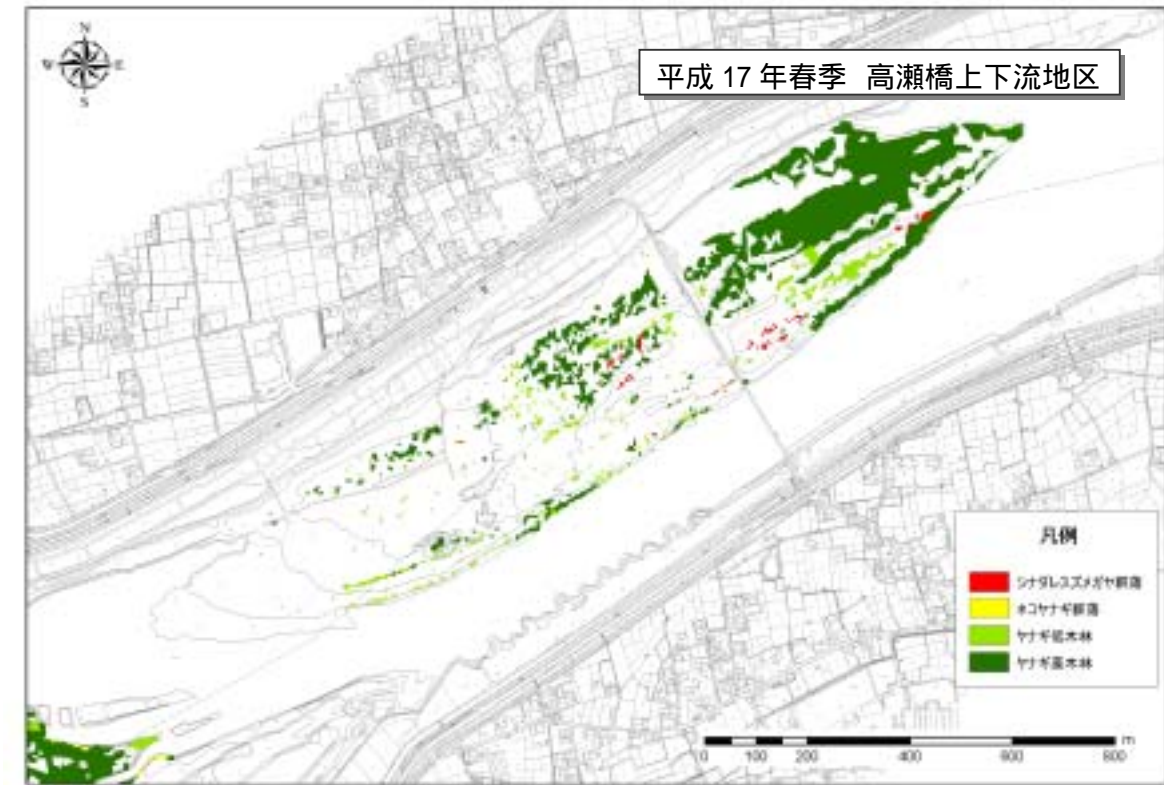 N
W E
S
平成 17 年春季 高瀬橋上下流地区
凡例
シナダレスズメガヤ群落
ネコヤナギ群落
ヤナギ低木林
ヤナギ高木林
m
0 100 200 400 600 800